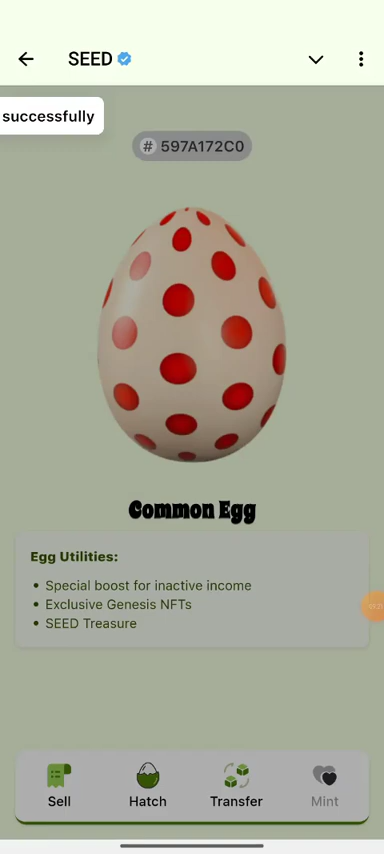 SEED
successfully
# 597A172C0
Common Egg
Egg Utilities:
• Special boost for inactive income
• Exclusive Genesis NFTs
• SEED Treasure
Sell Hatch Transfer Mint